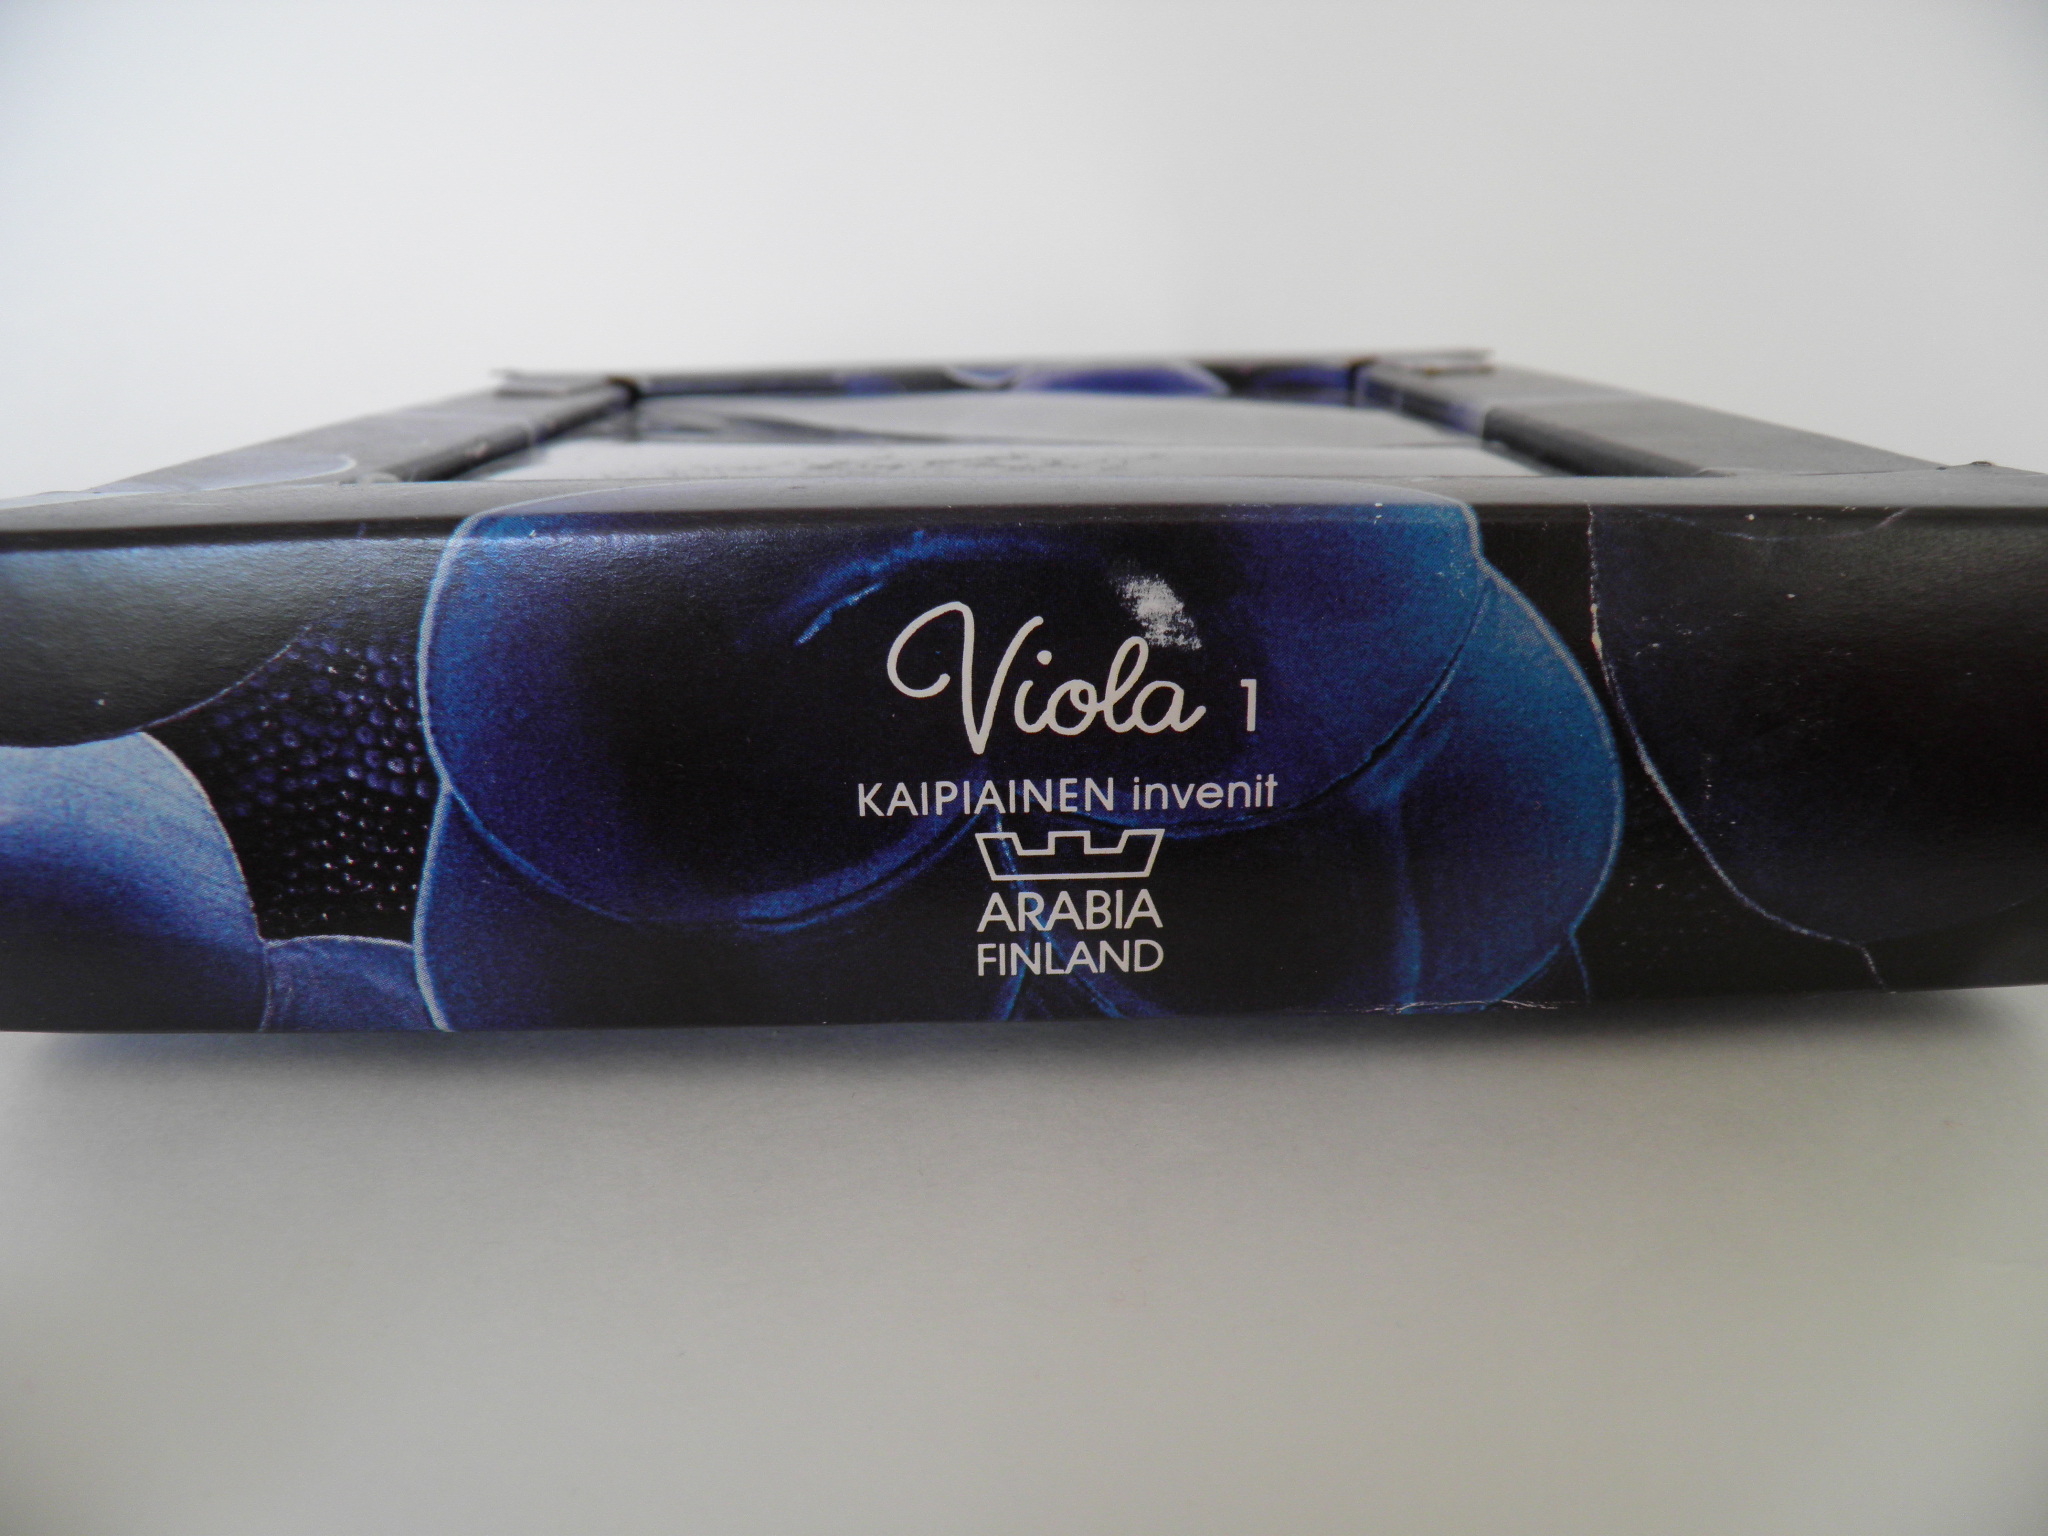 Viola 1
KAIPIAINEN invenit
ARABIA
FINLAND